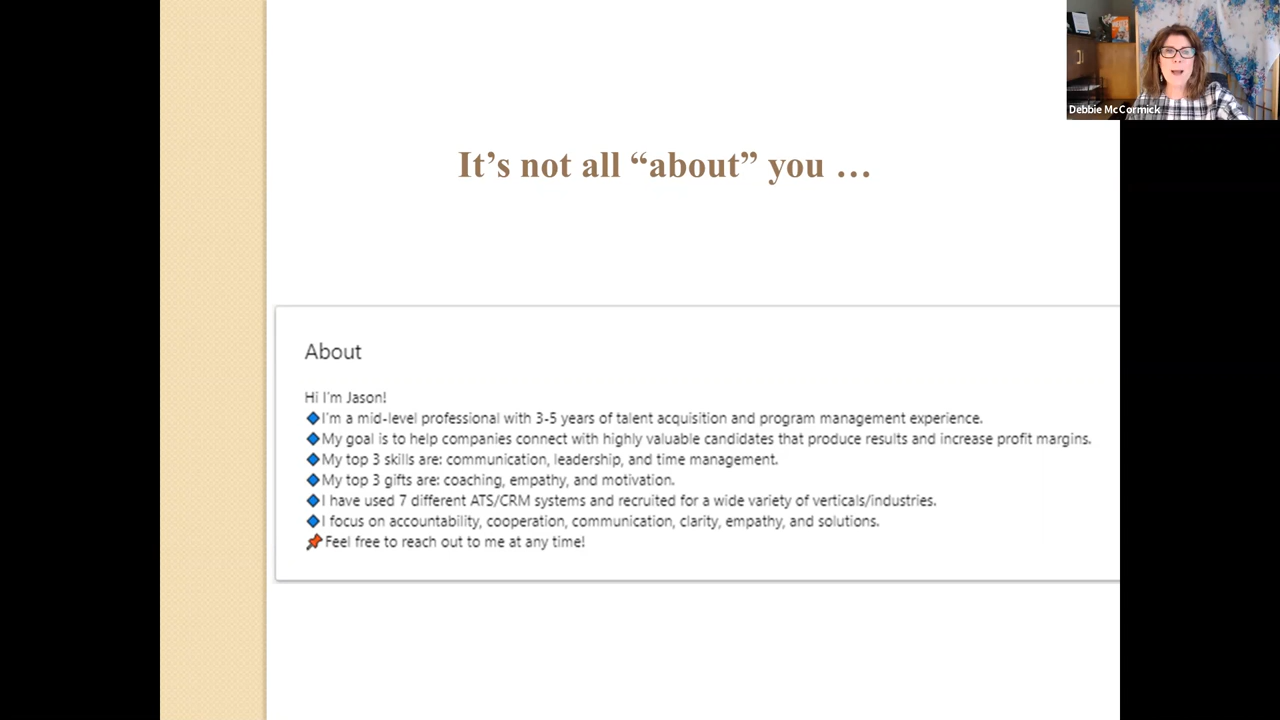 Debbie McCormick
It’s not all “about” you …
About
Hi I'm Jason!
🔷I'm a mid-level professional with 3-5 years of talent acquisition and program management experience.
🔷My goal is to help companies connect with highly valuable candidates that produce results and increase profit margins.
🔷My top 3 skills are: communication, leadership, and time management.
🔷My top 3 gifts are: coaching, empathy, and motivation.
🔷I have used 7 different ATS/CRM systems and recruited for a wide variety of verticals/industries.
🔷I focus on accountability, cooperation, communication, clarity, empathy, and solutions.
📌Feel free to reach out to me at any time!